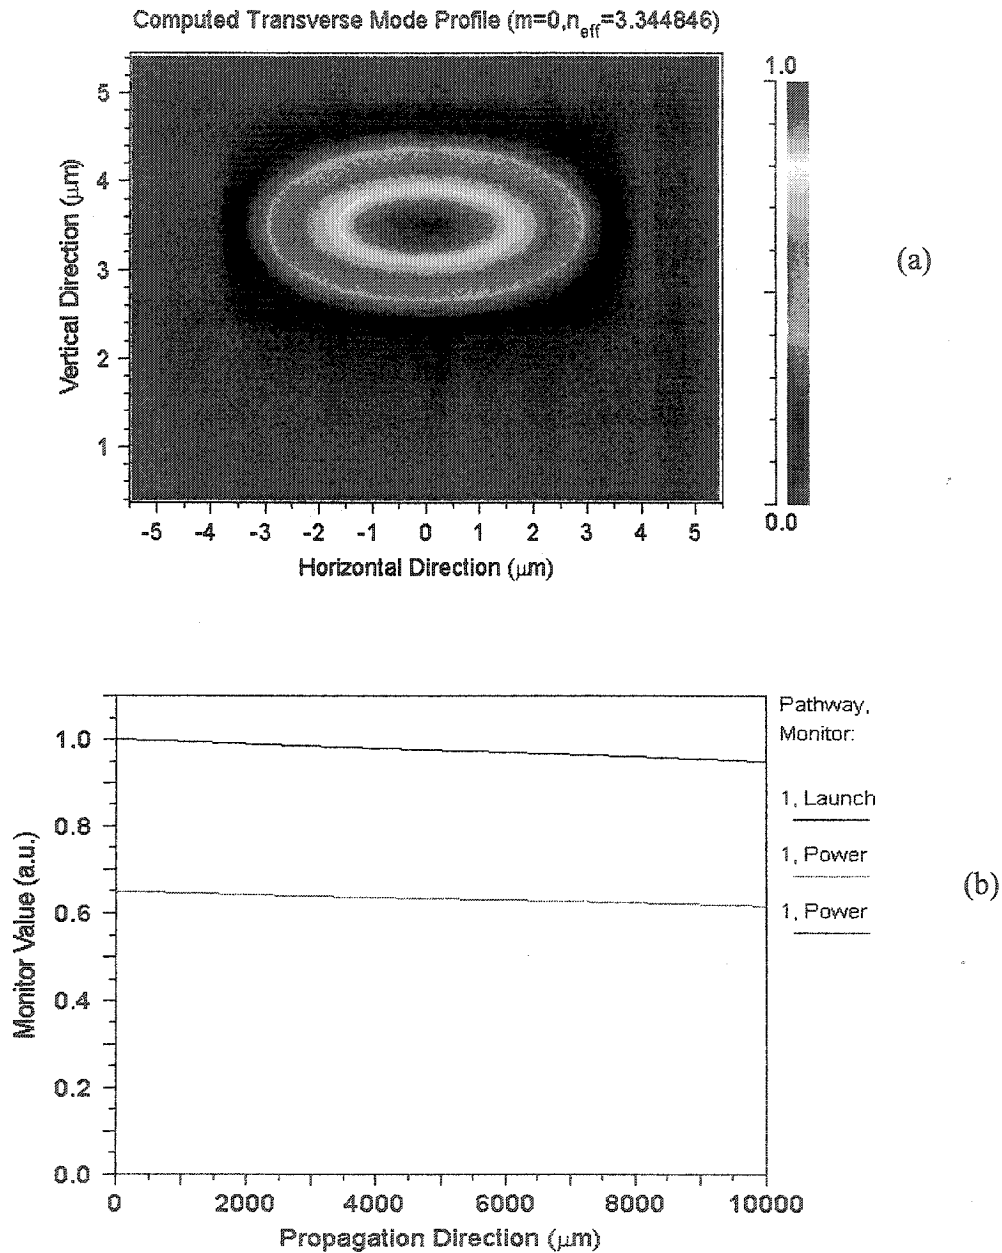 Computed Transverse Mode Profile (m=0,neff=3.344846)
1.0
5
4
3
2
1
Vertical Direction (μm)
0.0
-5 -4 -3 -2 -1 0 1 2 3 4 5
Horizontal Direction (μm)
(a)
Pathway,
Monitor:
1, Launch
1, Power
1, Power
1.0
0.8
0.6
0.4
0.2
0.0
Monitor Value (a.u.)
0 2000 4000 6000 8000 10000
Propagation Direction (μm)
(b)